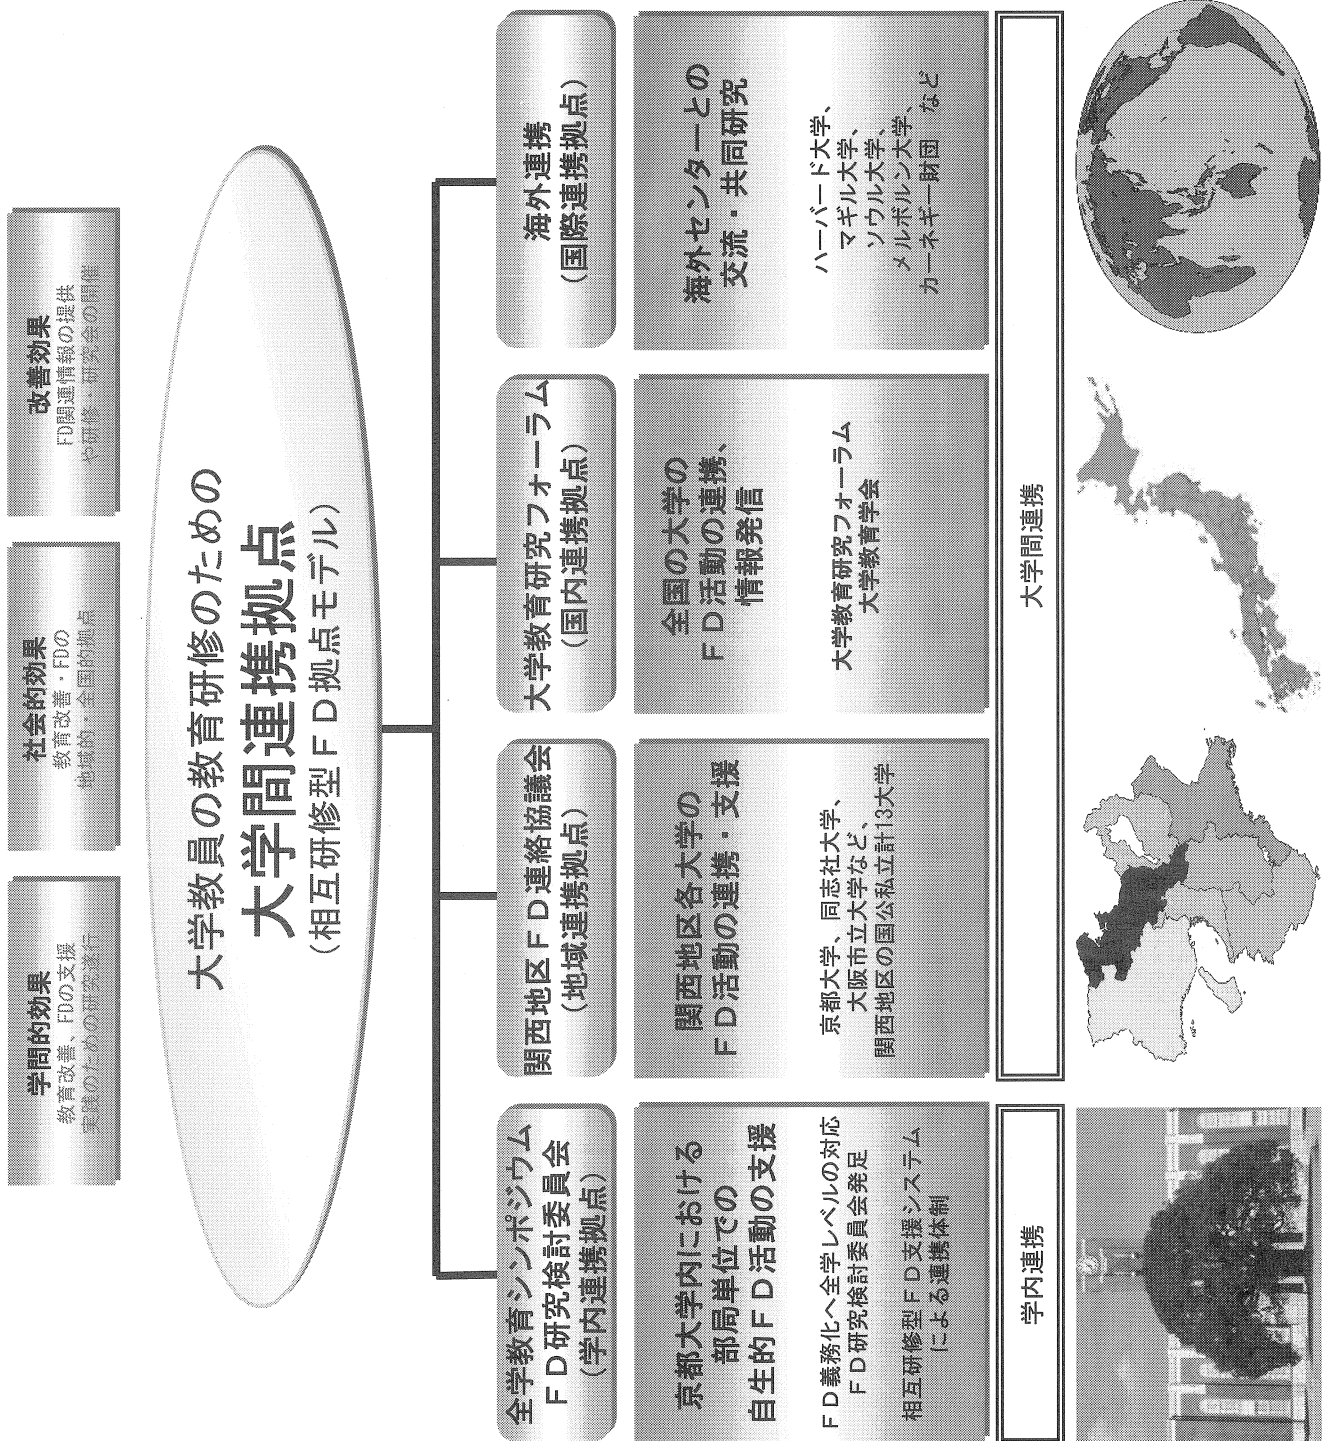 学問的効果
教育改善、FDの支援
実践のための研究遂行
社会的効果
教育改善・FDの
地域的・全国的拠点
改善効果
FD関連情報の提供
や研修・研究会の開催
大学教員の教育研修のための
大学間連携拠点
（相互研修型ＦＤ拠点モデル）
全学教育シンポジウム
ＦＤ研究検討委員会
（学内連携拠点）
関西地区ＦＤ連絡協議会
（地域連携拠点）
大学教育研究フォーラム
（国内連携拠点）
海外連携
（国際連携拠点）
京都大学内における
部局単位での
自生的ＦＤ活動の支援
ＦＤ義務化へ全学レベルの対応
ＦＤ研究検討委員会発足
相互研修型ＦＤ支援システム
による連携体制
関西地区各大学の
ＦＤ活動の連携・支援
京都大学、同志社大学、
大阪市立大学など、
関西地区の国公私立計13大学
全国の大学の
ＦＤ活動の連携、
情報発信
大学教育研究フォーラム
大学教育学会
海外センターとの
交流・共同研究
ハーバード大学、
マギル大学、
ソウル大学、
メルボルン大学、
カーネギー財団　など
学内連携
大学間連携